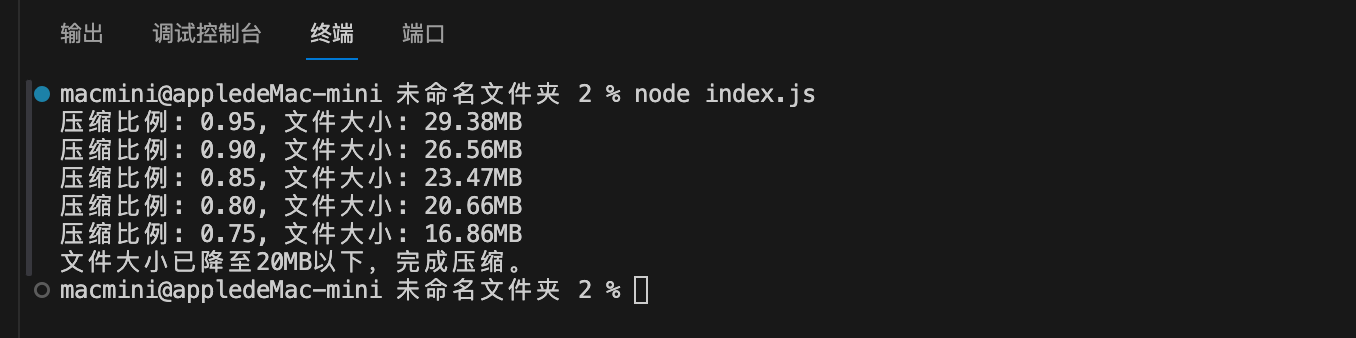 输出 调试控制台 终端 端口
macmini@appledeMac-mini 未命名文件夹 2 % node index.js
压缩比例: 0.95, 文件大小: 29.38MB
压缩比例: 0.90, 文件大小: 26.56MB
压缩比例: 0.85, 文件大小: 23.47MB
压缩比例: 0.80, 文件大小: 20.66MB
压缩比例: 0.75, 文件大小: 16.86MB
文件大小已降至20MB以下，完成压缩。
macmini@appledeMac-mini 未命名文件夹 2 %